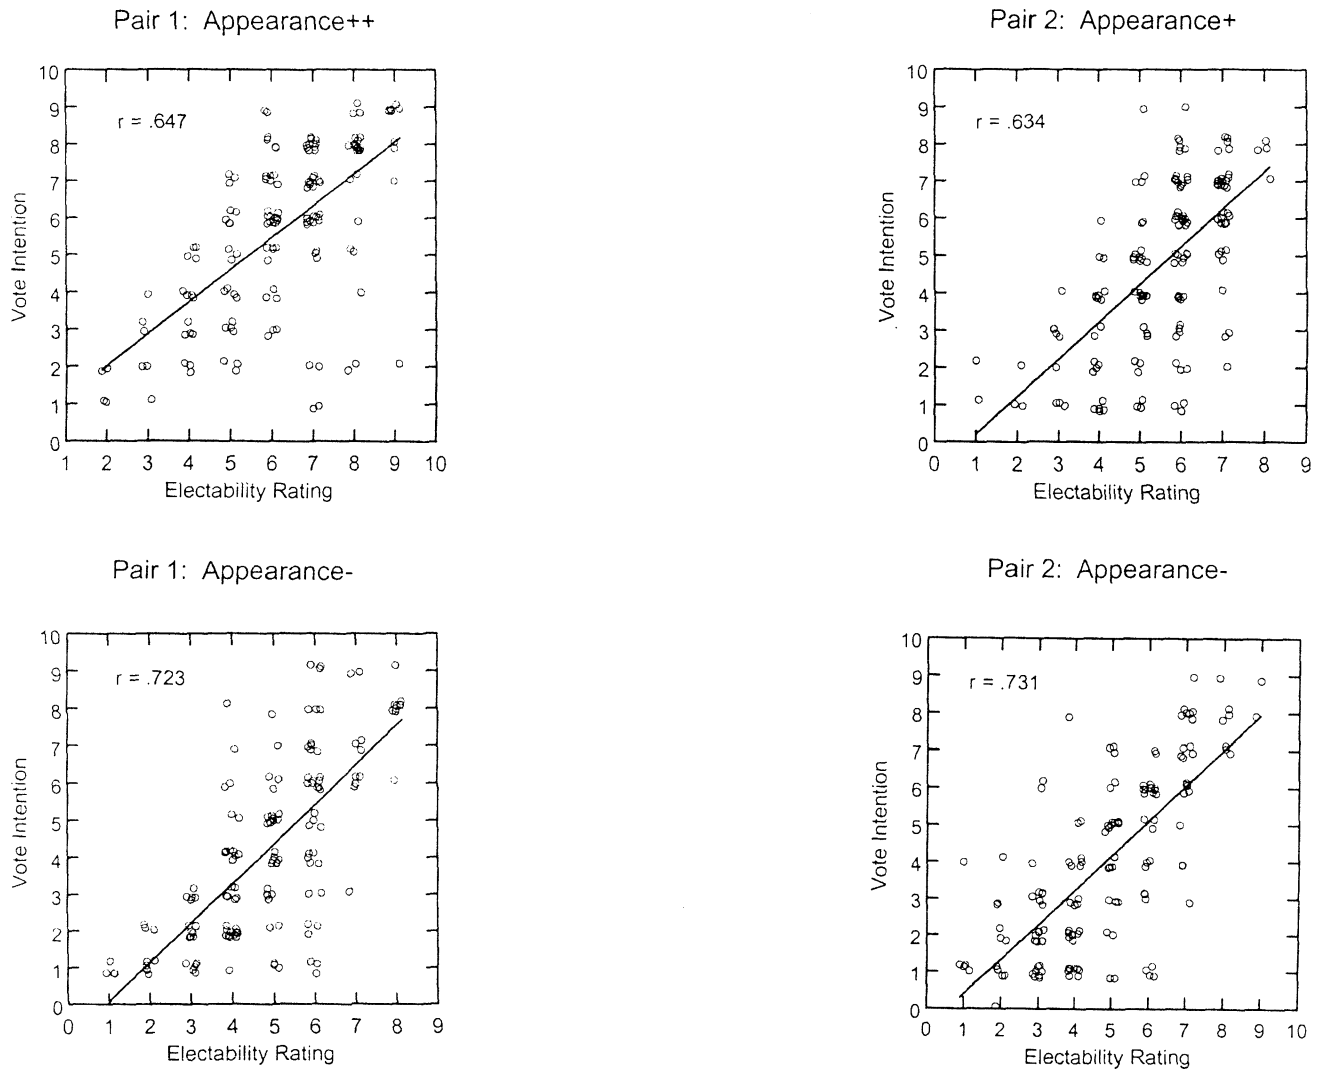 Pair 1: Appearance++
10
9
8
7
6
5
4
3
2
1
0
r = .647
Vote Intention
1 2 3 4 5 6 7 8 9 10
Electability Rating
Pair 2: Appearance+
10
9
8
7
6
5
4
3
2
1
0
r = .634
Vote Intention
0 1 2 3 4 5 6 7 8 9
Electability Rating
Pair 1: Appearance-
10
9
8
7
6
5
4
3
2
1
0
r = .723
Vote Intention
0 1 2 3 4 5 6 7 8 9
Electability Rating
Pair 2: Appearance-
10
9
8
7
6
5
4
3
2
1
0
r = .731
Vote Intention
0 1 2 3 4 5 6 7 8 9 10
Electability Rating